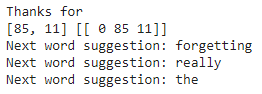 Thanks for
[85, 11] [[ 0 85 11]]
Next word suggestion: forgetting
Next word suggestion: really
Next word suggestion: the